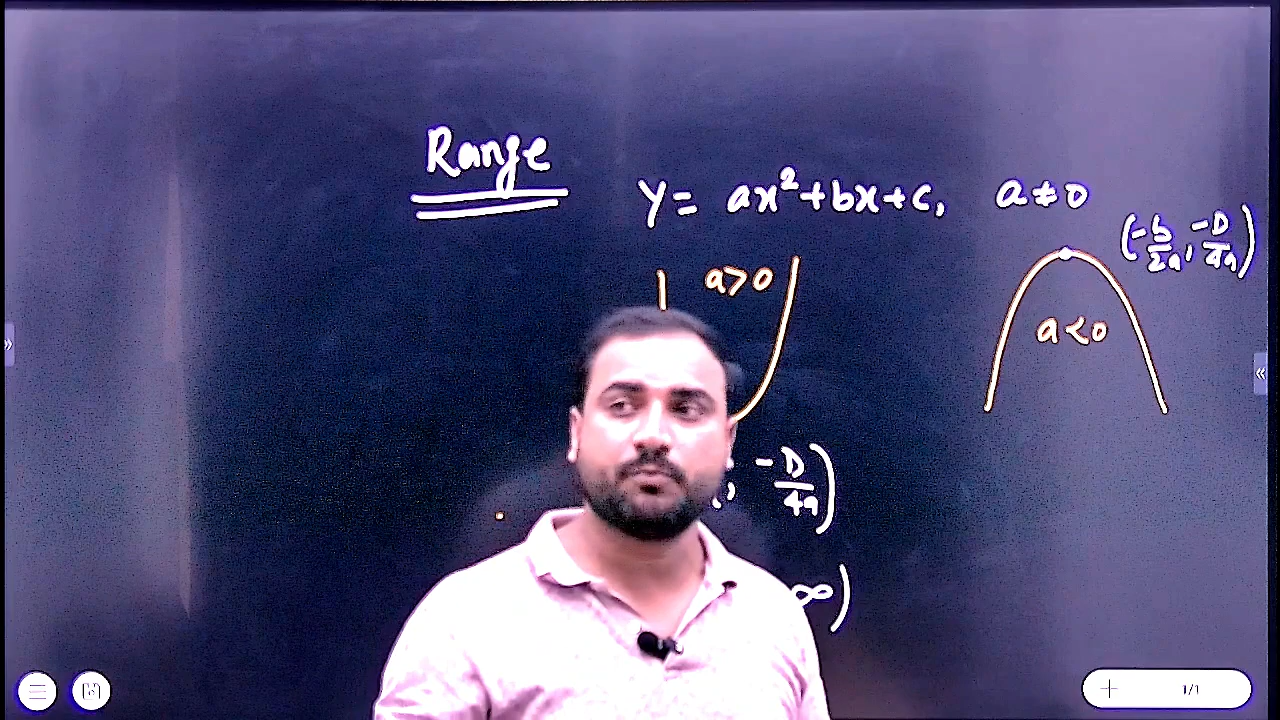 Range
y = ax²+bx+c, a≠0
(-b/2a, -D/4a)
a>0
a<0
, -D/4a)
∞)
1/1